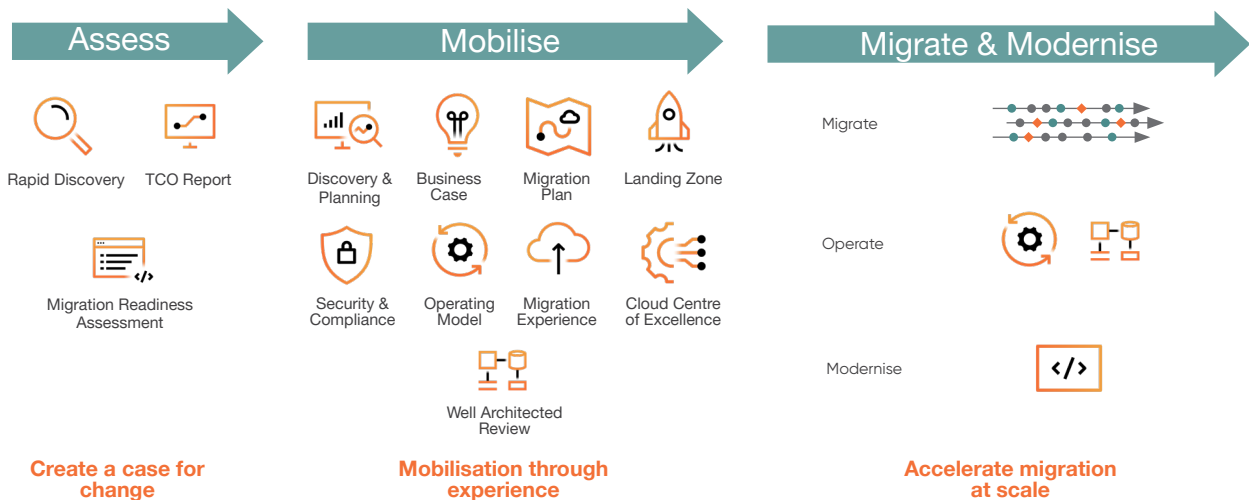 Assess
Mobilise
Migrate & Modernise
Rapid Discovery
TCO Report
Migration Readiness
Assessment
</>
Discovery &
Planning
Business
Case
Migration
Plan
Landing Zone
Security &
Compliance
Operating
Model
Migration
Experience
Cloud Centre
of Excellence
Well Architected
Review
Migrate
Operate
Modernise
</>
Create a case for
change
Mobilisation through
experience
Accelerate migration
at scale